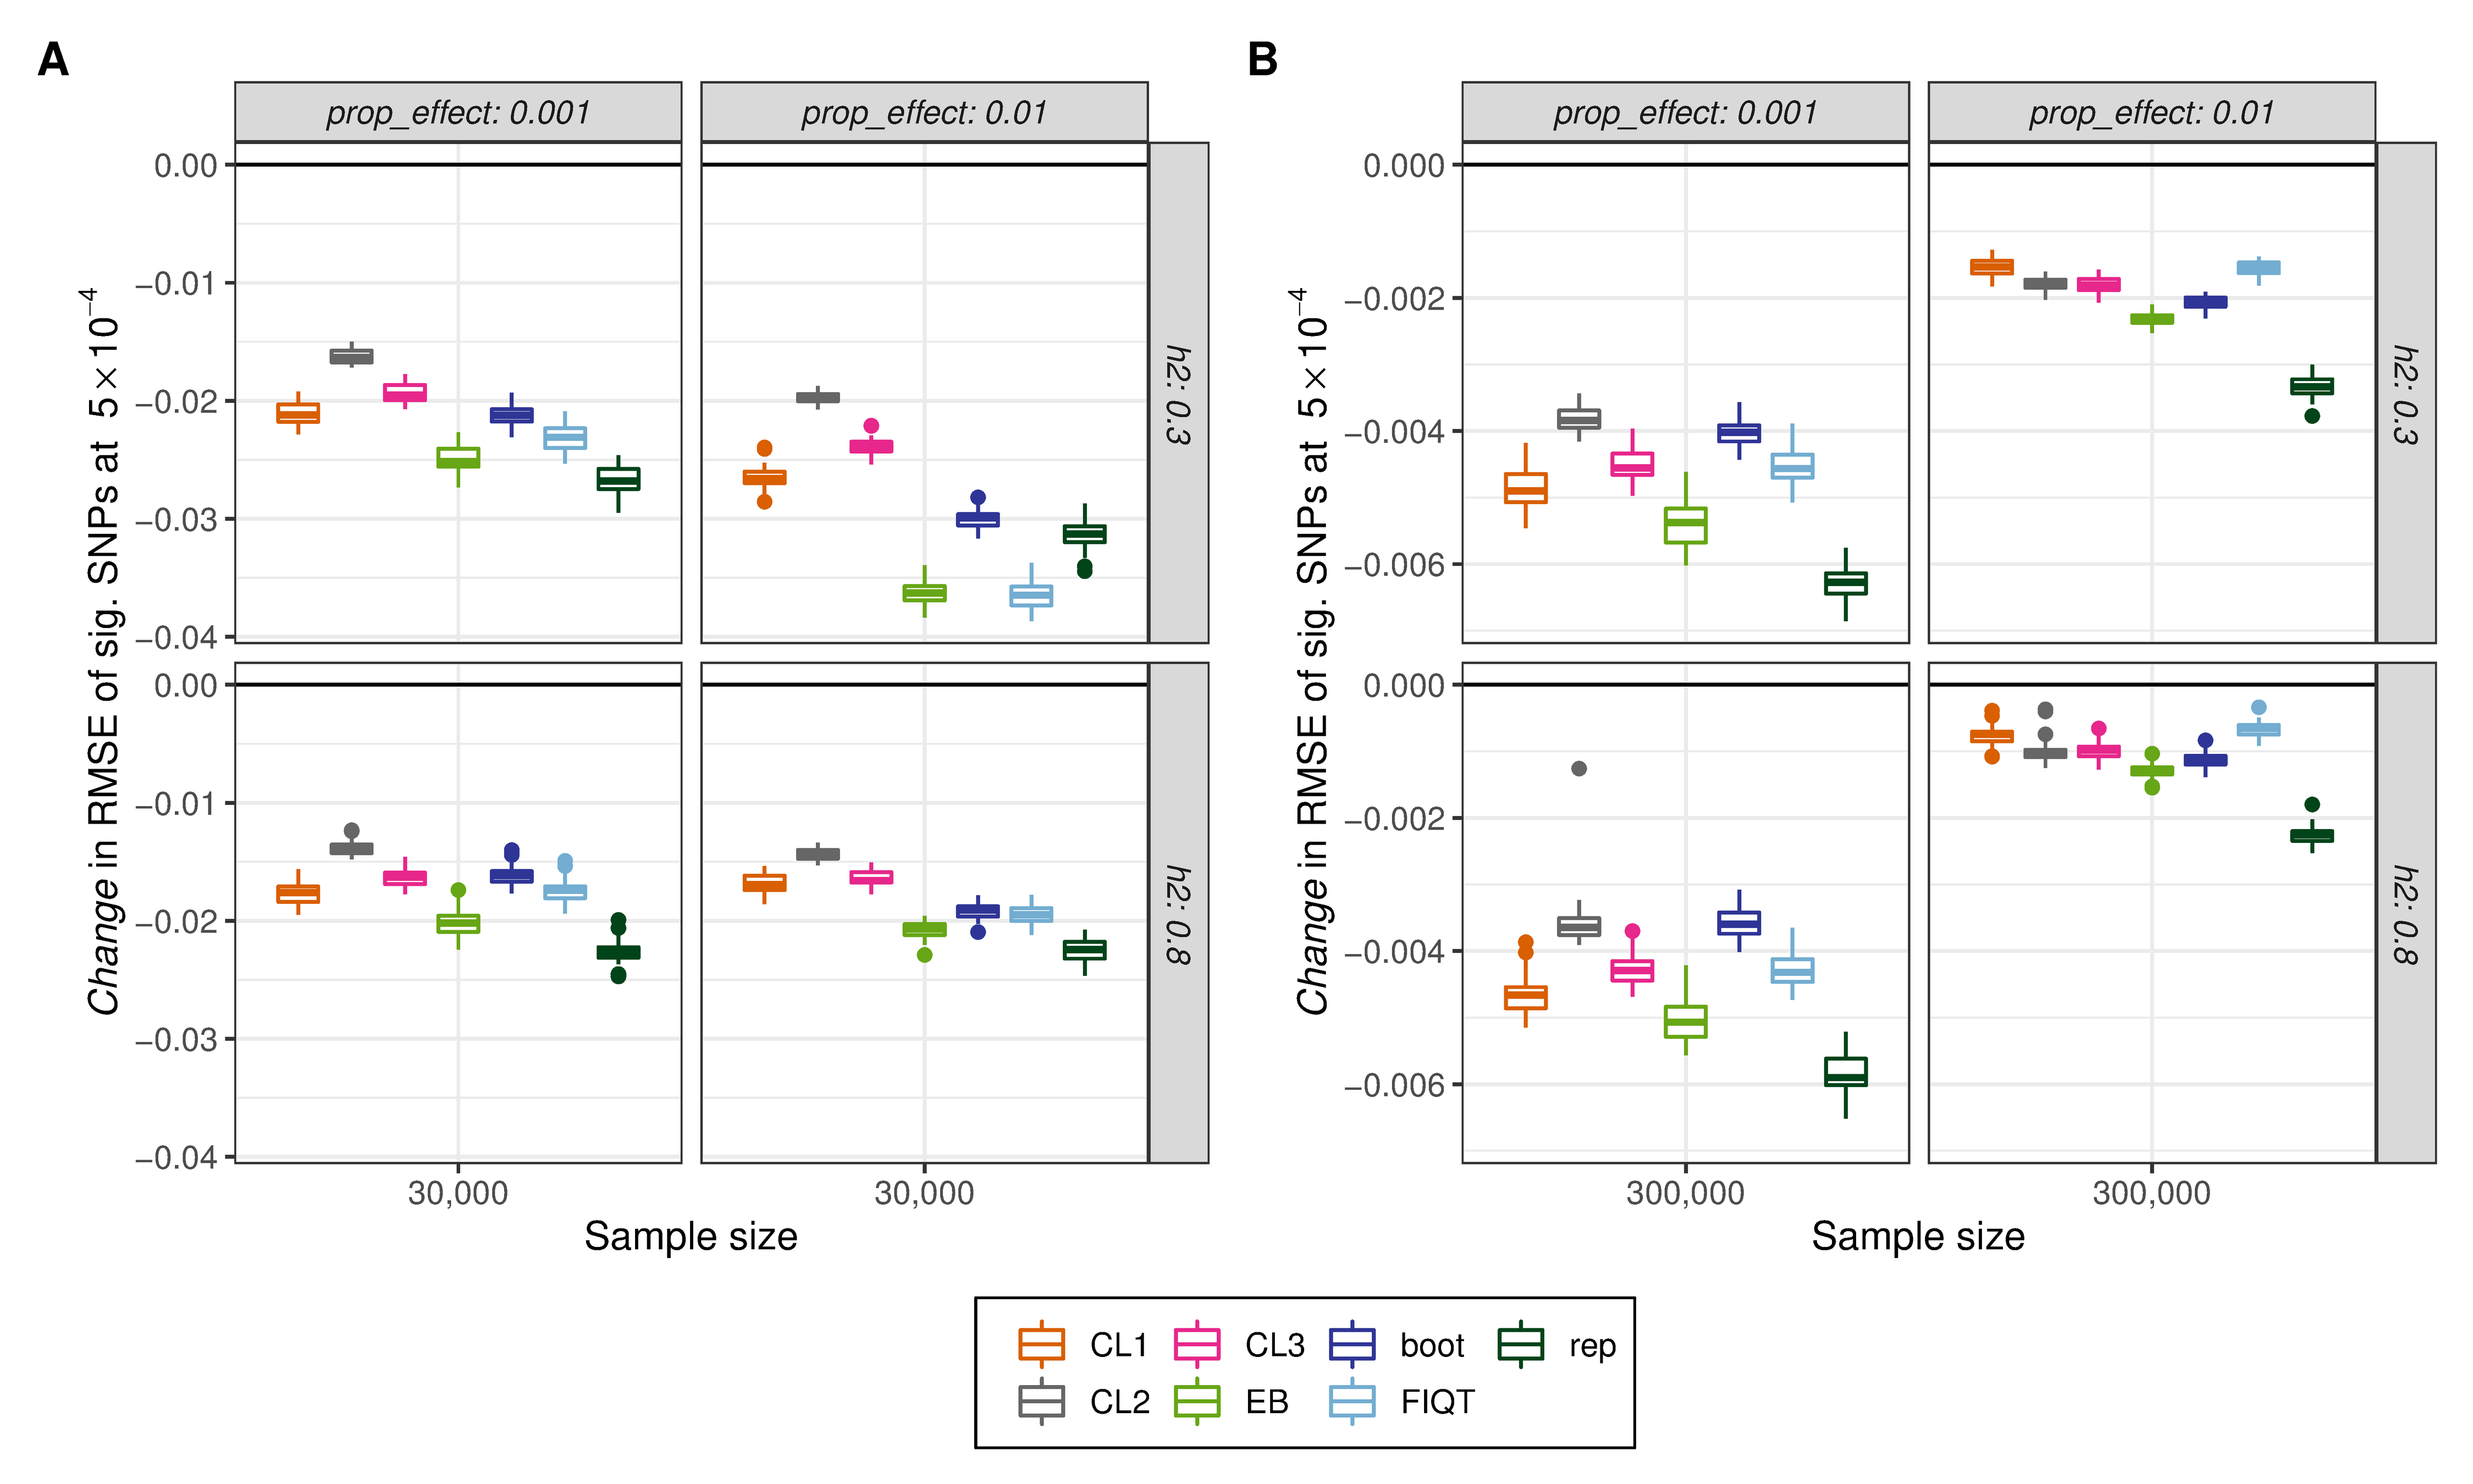 A
prop_effect: 0.001
prop_effect: 0.01
Change in RMSE of sig. SNPs at 5×10⁻⁴
0.00
−0.01
−0.02
−0.03
−0.04
h2: 0.3
0.00
−0.01
−0.02
−0.03
−0.04
h2: 0.8
30,000
30,000
Sample size
B
prop_effect: 0.001
prop_effect: 0.01
Change in RMSE of sig. SNPs at 5×10⁻⁴
0.000
−0.002
−0.004
−0.006
h2: 0.3
0.000
−0.002
−0.004
−0.006
h2: 0.8
300,000
300,000
Sample size
CL1 CL3 boot rep
CL2 EB FIQT